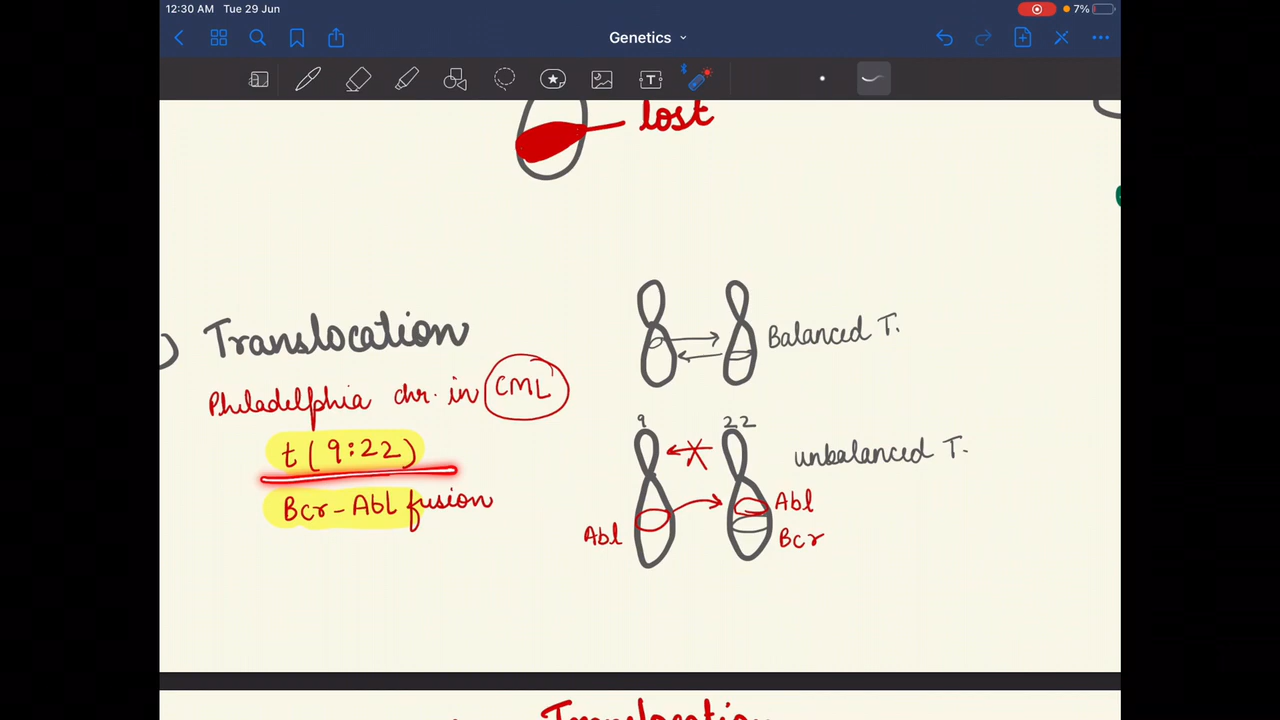 12:30 AM Tue 29 Jun
7%
Genetics
T
lost
Translocation
Balanced T.
Philadelphia chr. in CML
9 22
t(9:22)
unbalanced T.
Bcr-Abl fusion
Abl
Abl
Bcr
Translocation